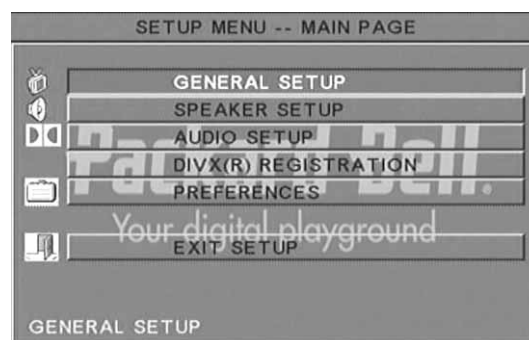 SETUP MENU -- MAIN PAGE
GENERAL SETUP
SPEAKER SETUP
AUDIO SETUP
Packard Bell.
DIVX(R) REGISTRATION
PREFERENCES
Your digital playground
EXIT SETUP
GENERAL SETUP